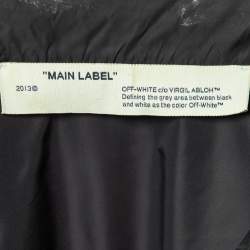 "MAIN LABEL"
2013©
OFF-WHITE c/o VIRGIL ABLOH™
Defining the grey area between black
and white as the color Off-White™